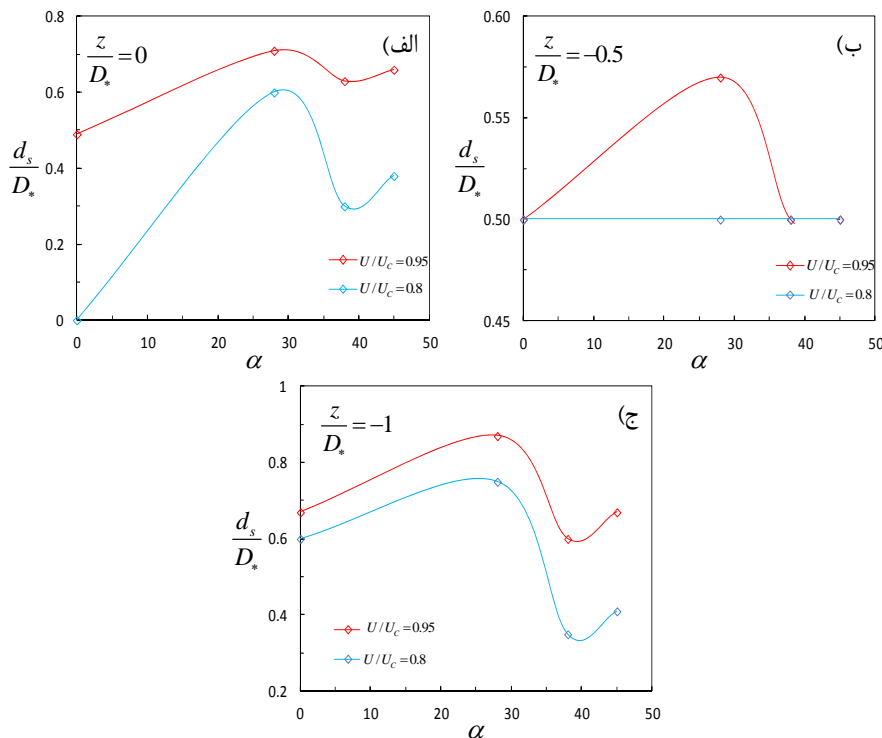 الف)
z/D* = 0
0.8
0.6
0.4
0.2
0
d_s/D*
U/U_C = 0.95
U/U_C = 0.8
0 10 20 30 40 50
α
ب)
z/D* = −0.5
0.60
0.55
0.50
0.45
d_s/D*
U/U_C = 0.95
U/U_C = 0.8
0 10 20 30 40 50
α
ج)
z/D* = −1
1
0.8
0.6
0.4
0.2
d_s/D*
U/U_C = 0.95
U/U_C = 0.8
0 10 20 30 40 50
α